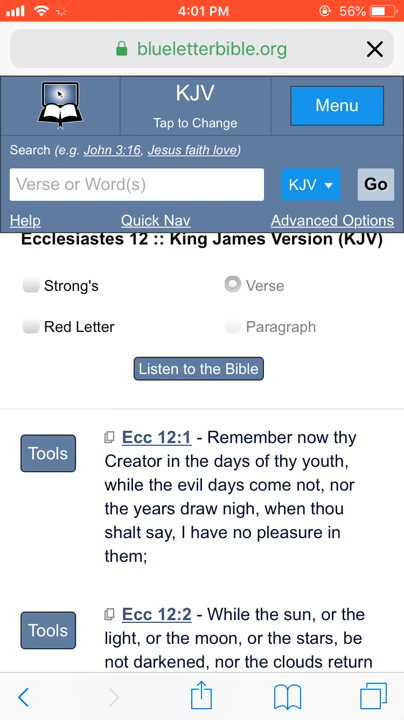 4:01 PM
56%
blueletterbible.org
KJV
Tap to Change
Menu
Search (e.g. John 3:16, Jesus faith love)
Verse or Word(s)
KJV
Go
Help
Quick Nav
Advanced Options
Ecclesiastes 12 :: King James Version (KJV)
Strong's
Verse
Red Letter
Paragraph
Listen to the Bible
Tools
Ecc 12:1 - Remember now thy
Creator in the days of thy youth,
while the evil days come not, nor
the years draw nigh, when thou
shalt say, I have no pleasure in
them;
Tools
Ecc 12:2 - While the sun, or the
light, or the moon, or the stars, be
not darkened, nor the clouds return